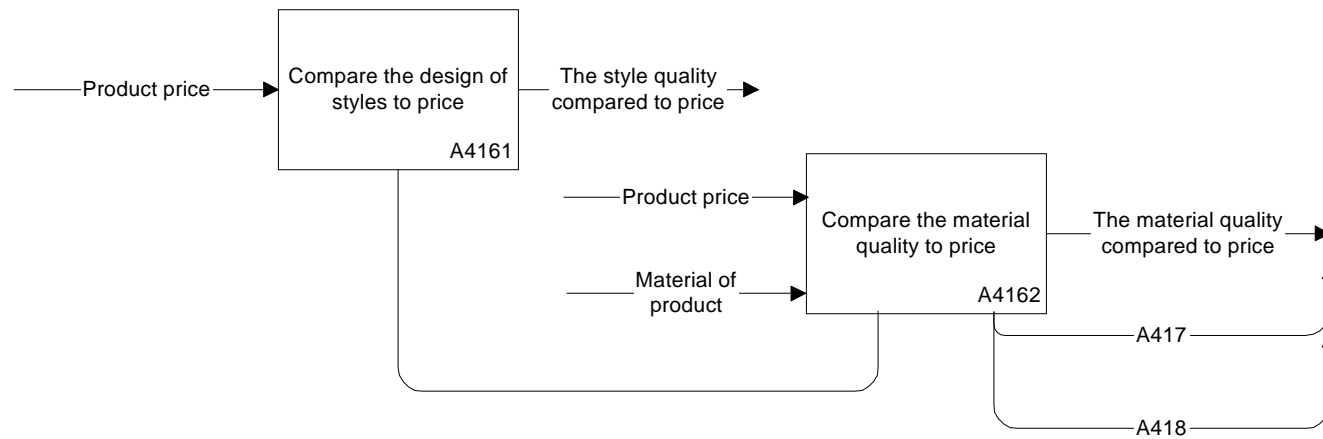 Product price
Compare the design of
styles to price
A4161
The style quality
compared to price
Product price
Material of
product
Compare the material
quality to price
A4162
The material quality
compared to price
A417
A418